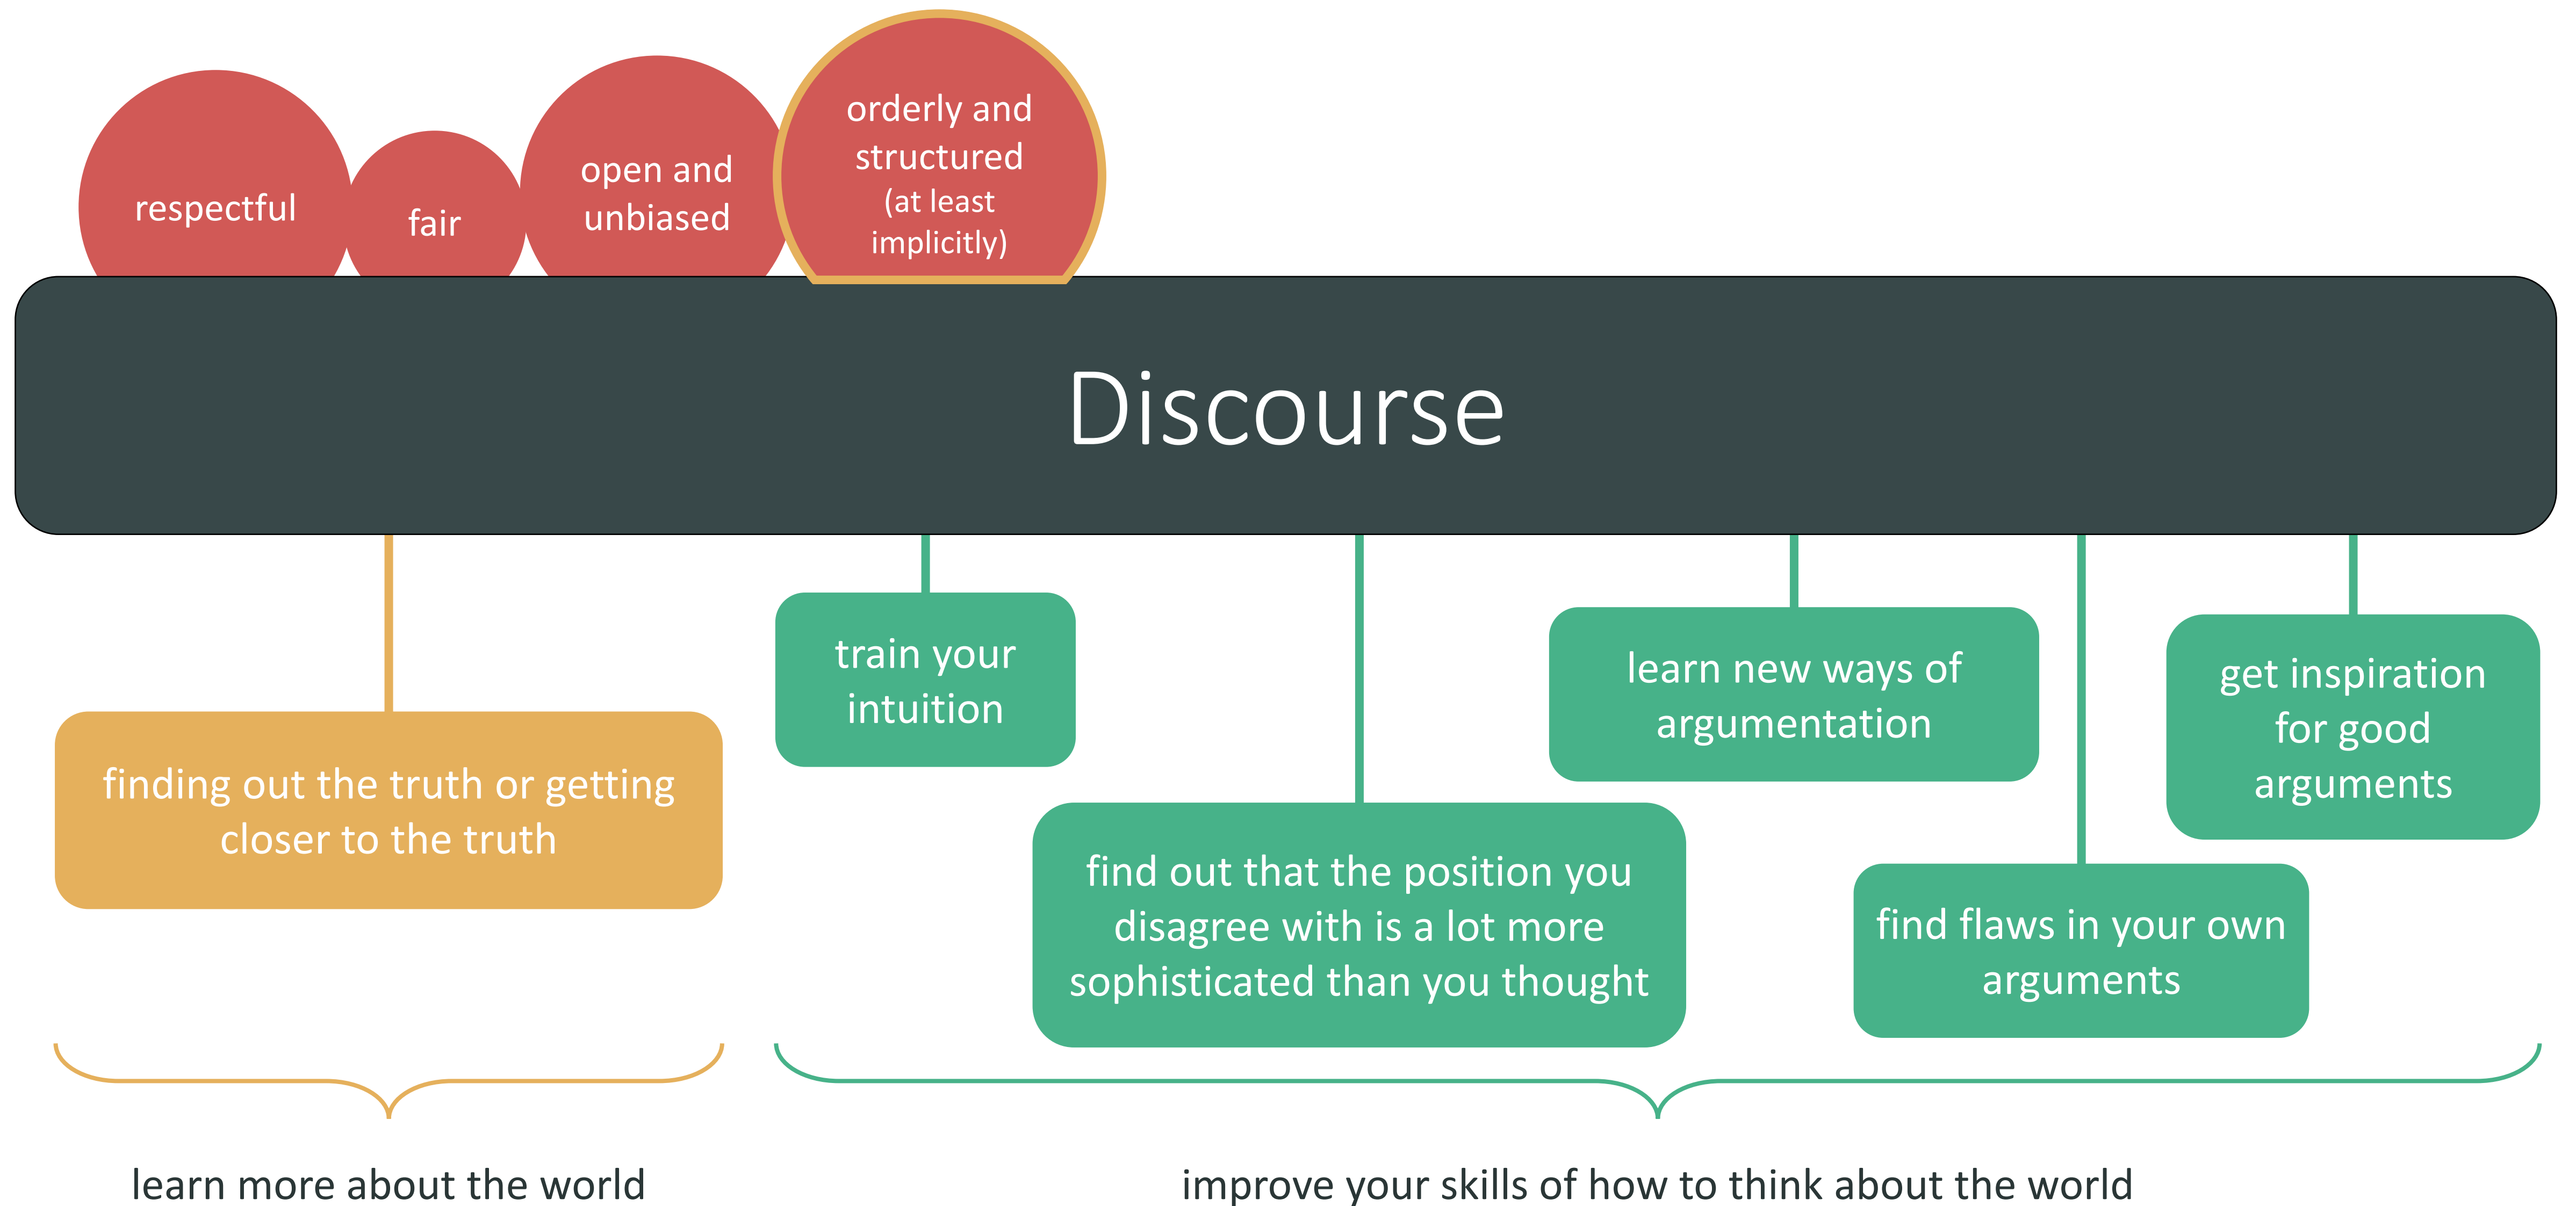 respectful
fair
open and
unbiased
orderly and
structured
(at least
implicitly)
Discourse
finding out the truth or getting
closer to the truth
train your
intuition
find out that the position you
disagree with is a lot more
sophisticated than you thought
learn new ways of
argumentation
find flaws in your own
arguments
get inspiration
for good
arguments
learn more about the world
improve your skills of how to think about the world